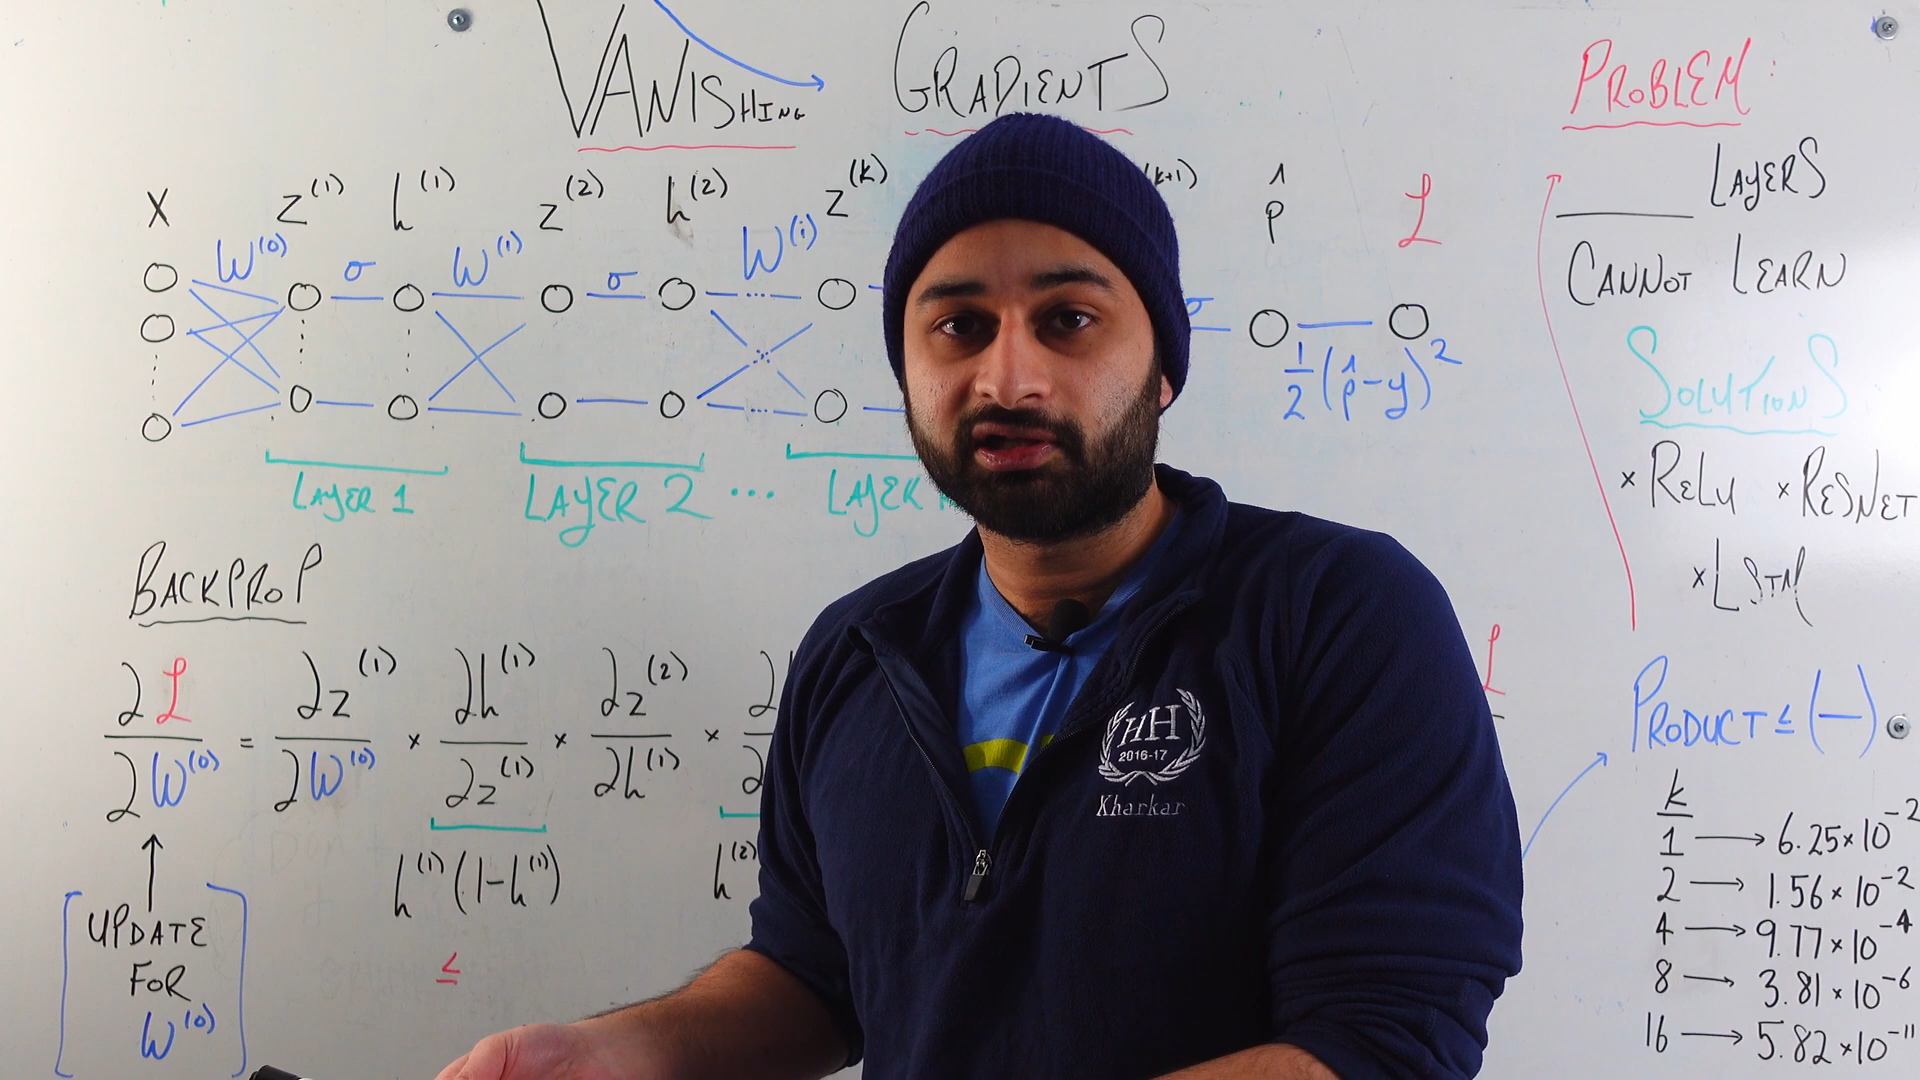 VANISHING GRADIENTS
X z^(1) h^(1) z^(2) h^(2) z^(k) (k+1) p̂ L
W^(0) σ W^(1) σ W^(i) σ
1/2 (p̂-y)^2
LAYER 1 LAYER 2 ... LAYER
BACKPROP
∂L/∂W^(0) = ∂z^(1)/∂W^(0) × ∂h^(1)/∂z^(1) × ∂z^(2)/∂h^(1) × ∂/∂ L
h^(1) (1-h^(1)) h^(2)
≤
UPDATE
FOR
W^(0)
PROBLEM:
____ LAYERS
CANNOT LEARN
SOLUTIONS
× RELU × RESNET
× LSTM
PRODUCT ≤ (—)
k
1 → 6.25×10^-2
2 → 1.56×10^-2
4 → 9.77×10^-4
8 → 3.81×10^-6
16 → 5.82×10^-11
HH
2016-17
Kharkar